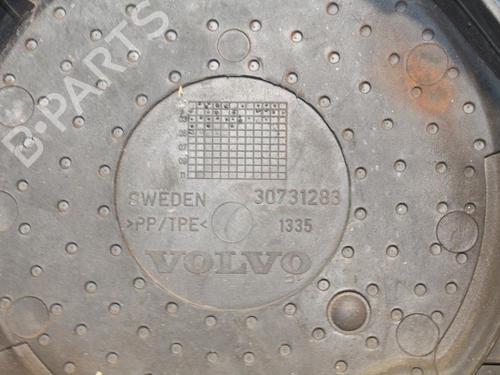 B-PARTS
SWEDEN 30731283
>PP/TPE< 1335
VOLVO